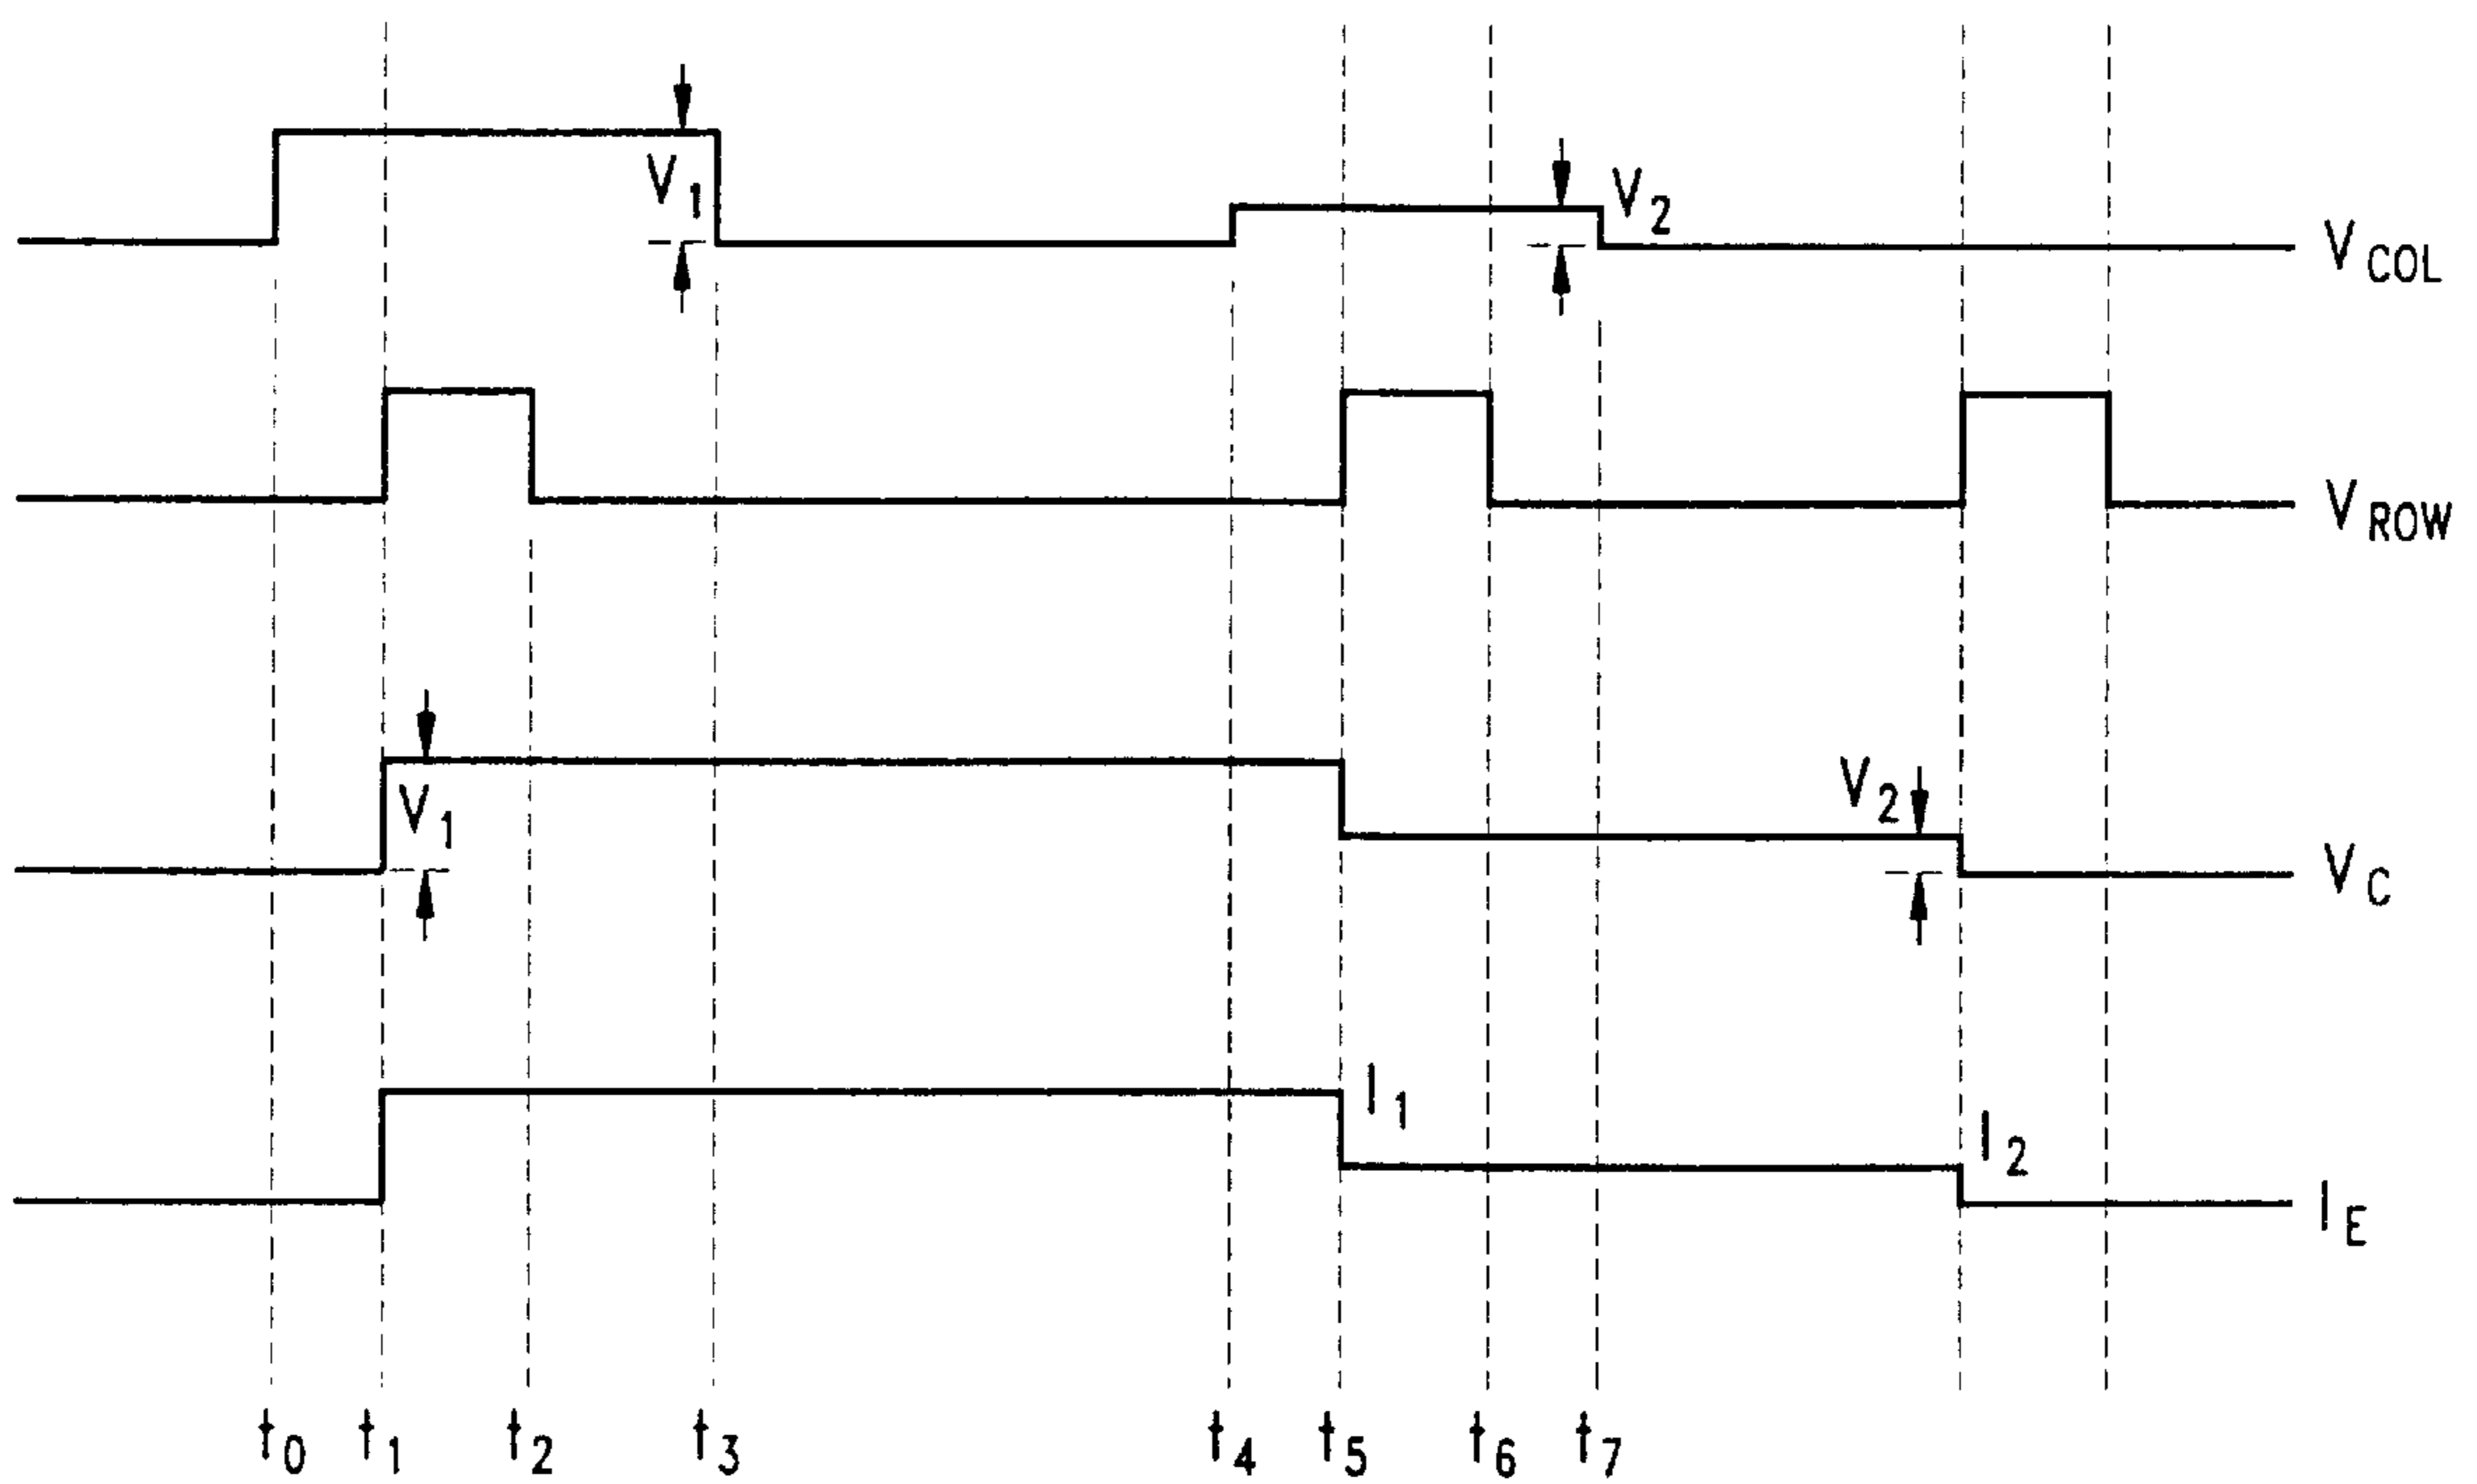 V1
V2
VCOL
VROW
V1
V2
VC
I1
I2
IE
t0 t1 t2 t3 t4 t5 t6 t7